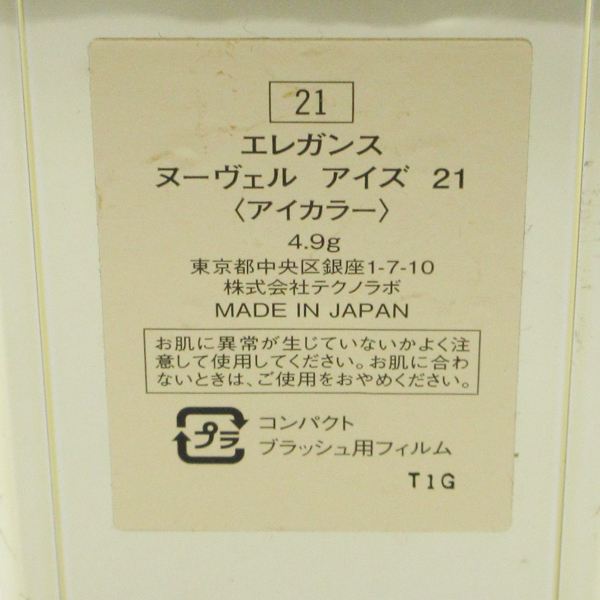 21
エレガンス
ヌーヴェル アイズ 21
〈アイカラー〉
4.9g
東京都中央区銀座1-7-10
株式会社テクノラボ
MADE IN JAPAN
お肌に異常が生じていないかよく注
意して使用してください。お肌に合わ
ないときは、ご使用をおやめください。
プラ
コンパクト
ブラッシュ用フィルム
T1G